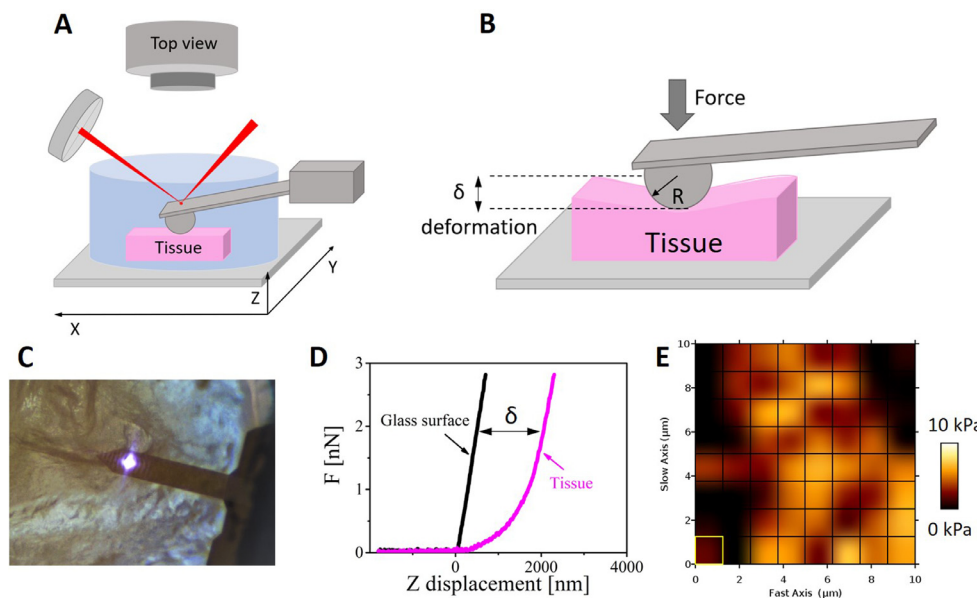 A
Top view
Tissue
Z
Y
X
B
Force
δ
R
deformation
Tissue
C
D
3
2
1
0
F [nN]
Glass surface
δ
Tissue
0
2000
4000
Z displacement [nm]
E
10
8
6
4
2
0
Slow Axis (µm)
0 2 4 6 8 10
Fast Axis (µm)
10 kPa
0 kPa